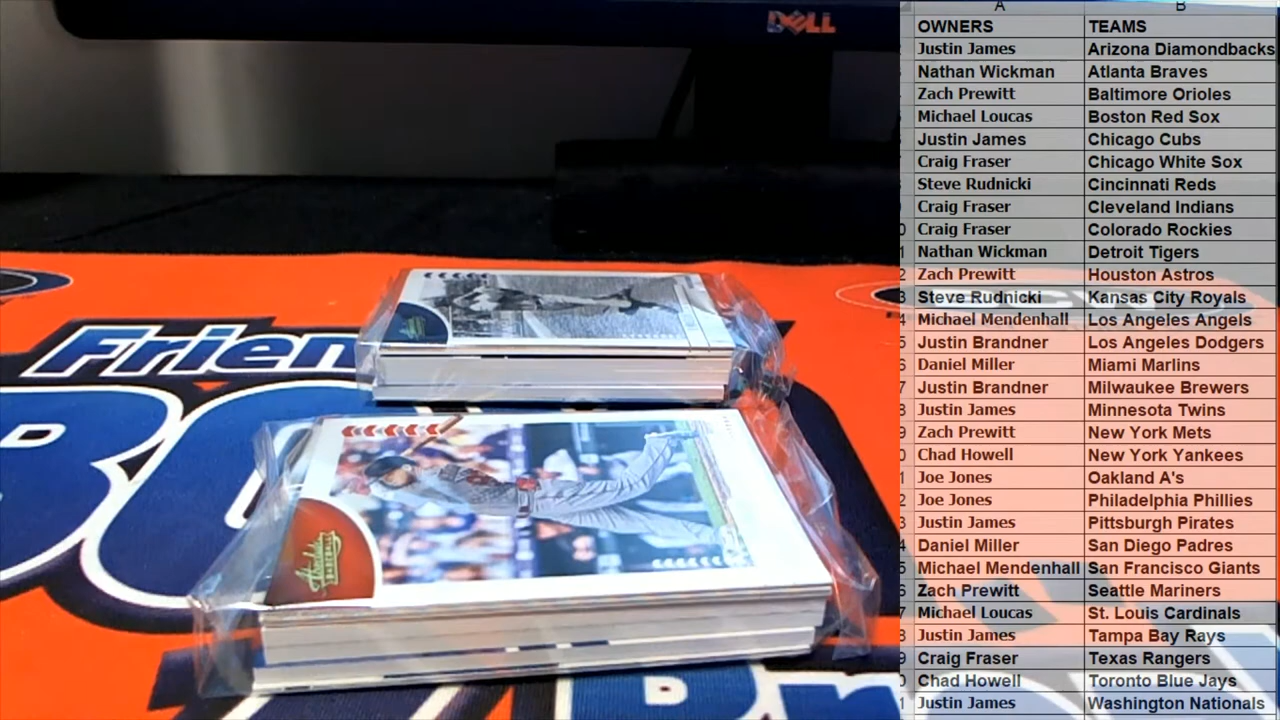 DELL
A B
OWNERS TEAMS
Justin James Arizona Diamondbacks
Nathan Wickman Atlanta Braves
Zach Prewitt Baltimore Orioles
Michael Loucas Boston Red Sox
Justin James Chicago Cubs
Craig Fraser Chicago White Sox
Steve Rudnicki Cincinnati Reds
Craig Fraser Cleveland Indians
Craig Fraser Colorado Rockies
Nathan Wickman Detroit Tigers
Zach Prewitt Houston Astros
Steve Rudnicki Kansas City Royals
Michael Mendenhall Los Angeles Angels
Justin Brandner Los Angeles Dodgers
Daniel Miller Miami Marlins
Justin Brandner Milwaukee Brewers
Justin James Minnesota Twins
Zach Prewitt New York Mets
Chad Howell New York Yankees
Joe Jones Oakland A's
Joe Jones Philadelphia Phillies
Justin James Pittsburgh Pirates
Daniel Miller San Diego Padres
Michael Mendenhall San Francisco Giants
Zach Prewitt Seattle Mariners
Michael Loucas St. Louis Cardinals
Justin James Tampa Bay Rays
Craig Fraser Texas Rangers
Chad Howell Toronto Blue Jays
Justin James Washington Nationals
Frien
Absolute
BASEBALL